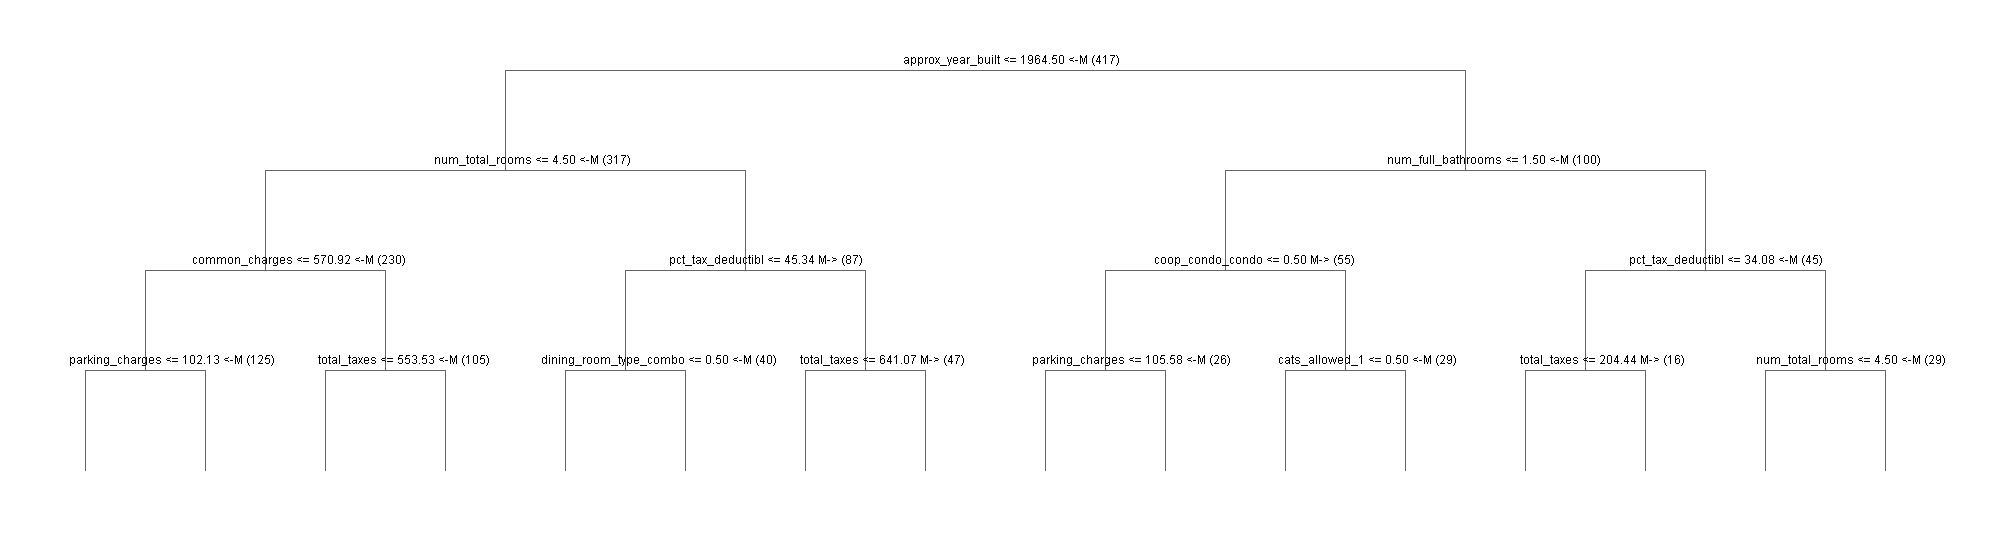 approx_year_built <= 1964.50 <-M (417)
num_total_rooms <= 4.50 <-M (317)
num_full_bathrooms <= 1.50 <-M (100)
common_charges <= 570.92 <-M (230)
pct_tax_deductibl <= 45.34 M-> (87)
coop_condo_condo <= 0.50 M-> (55)
pct_tax_deductibl <= 34.08 <-M (45)
parking_charges <= 102.13 <-M (125)
total_taxes <= 553.53 <-M (105)
dining_room_type_combo <= 0.50 <-M (40)
total_taxes <= 641.07 M-> (47)
parking_charges <= 105.58 <-M (26)
cats_allowed_1 <= 0.50 <-M (29)
total_taxes <= 204.44 M-> (16)
num_total_rooms <= 4.50 <-M (29)